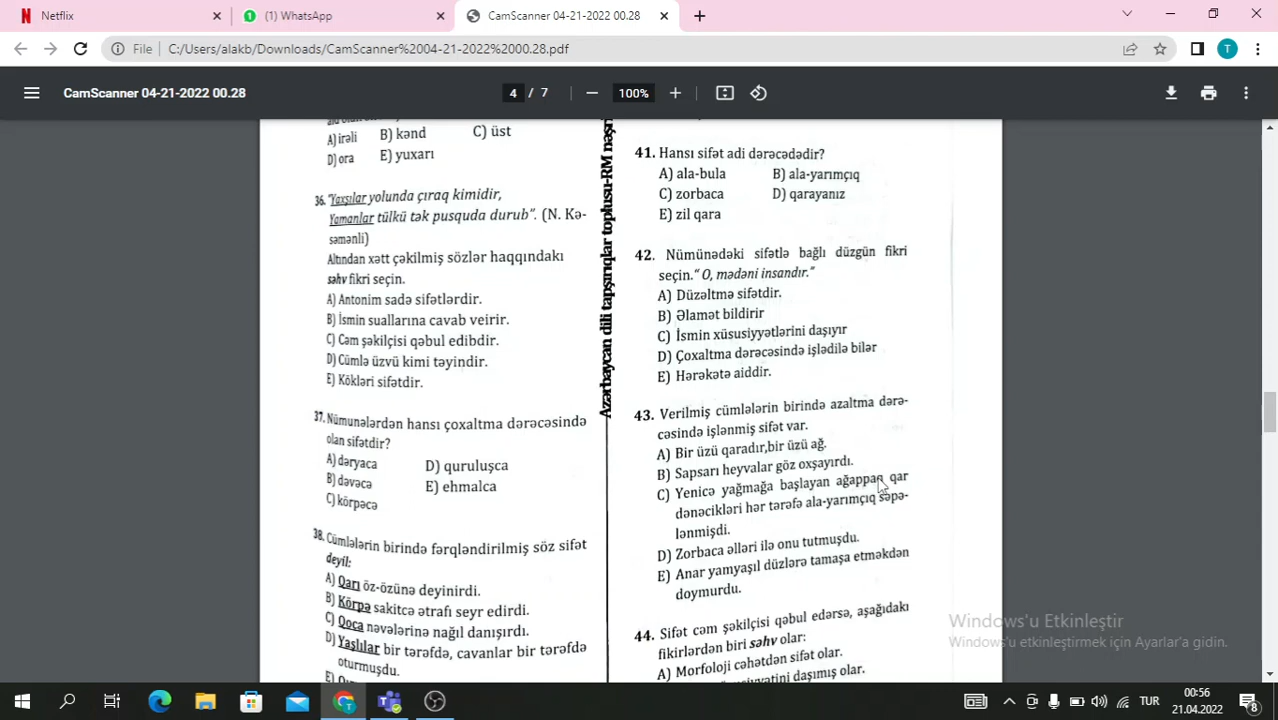 Netflix
(1) WhatsApp
CamScanner 04-21-2022 00.28
File
C:/Users/alakb/Downloads/CamScanner%2004-21-2022%2000.28.pdf
T
CamScanner 04-21-2022 00.28
4 / 7
100%
A) irəli B) kənd C) üst
D) ora E) yuxarı
36. "Yaxşılar yolunda çıraq kimidir,
Yamanlar tülkü tək pusquda durub". (N. Kə-
səmənli)
Altından xətt çəkilmiş sözlər haqqındakı
səhv fikri seçin.
A) Antonim sadə sifətlərdir.
B) İsmin suallarına cavab veirir.
C) Cəm şəkilçisi qəbul edibdir.
D) Cümlə üzvü kimi təyindir.
E) Kökləri sifətdir.
37. Nümunələrdən hansı çoxaltma dərəcəsində
olan sifətdir?
A) dəryaca D) quruluşca
B) dəvəcə E) ehmalca
C) körpəcə
38. Cümlələrin birində fərqləndirilmiş söz sifət
deyil:
A) Qarı öz-özünə deyinirdi.
B) Körpə sakitcə ətrafı seyr edirdi.
C) Qoca nəvələrinə nağıl danışırdı.
D) Yaşlılar bir tərəfdə, cavanlar bir tərəfdə
oturmuşdu.
Azərbaycan dili tapşırıqlar toplusu-RM nəşr
41. Hansı sifət adi dərəcədədir?
A) ala-bula B) ala-yarımçıq
C) zorbaca D) qarayanız
E) zil qara
42. Nümünədəki sifətlə bağlı düzgün fikri
seçin. " O, mədəni insandır."
A) Düzəltmə sifətdir.
B) Əlamət bildirir
C) İsmin xüsusiyyətlərini daşıyır
D) Çoxaltma dərəcəsində işlədilə bilər
E) Hərəkətə aiddir.
43. Verilmiş cümlələrin birində azaltma dərə-
cəsində işlənmiş sifət var.
A) Bir üzü qaradır,bir üzü ağ.
B) Sapsarı heyvalar göz oxşayırdı.
C) Yenicə yağmağa başlayan ağappaq qar
dənəcikləri hər tərəfə ala-yarımçıq səpə-
lənmişdi.
D) Zorbaca əlləri ilə onu tutmuşdu.
E) Anar yamyaşıl düzlərə tamaşa etməkdən
doymurdu.
44. Sifət cəm şəkilçisi qəbul edərsə, aşağıdakı
fikirlərdən biri səhv olar:
A) Morfoloji cəhətdən sifət olar.
Windows'u Etkinleştir
Windows'u etkinleştirmek için Ayarlar'a gidin.
TUR
00:56
21.04.2022
8